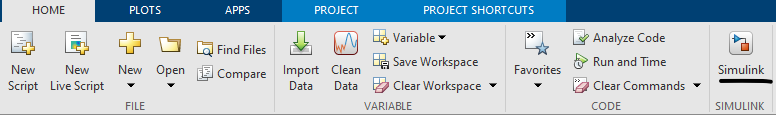 HOME PLOTS APPS PROJECT PROJECT SHORTCUTS
New Script
New Live Script
New
Open
Find Files
Compare
FILE
Import Data
Clean Data
Variable
Save Workspace
Clear Workspace
VARIABLE
Favorites
Analyze Code
Run and Time
Clear Commands
CODE
Simulink
SIMULINK